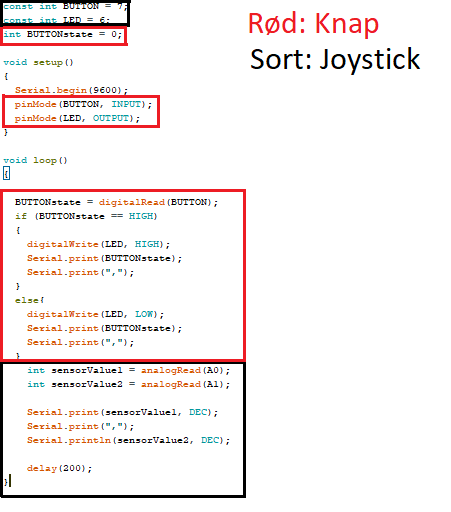 const int BUTTON = 7;
const int LED = 6;
int BUTTONstate = 0;
Rød: Knap
Sort: Joystick
void setup()
{
Serial.begin(9600);
pinMode(BUTTON, INPUT);
pinMode(LED, OUTPUT);
}
void loop()
{
BUTTONstate = digitalRead(BUTTON);
if (BUTTONstate == HIGH)
{
digitalWrite(LED, HIGH);
Serial.print(BUTTONstate);
Serial.print(",");
}
else{
digitalWrite(LED, LOW);
Serial.print(BUTTONstate);
Serial.print(",");
}
int sensorValue1 = analogRead(A0);
int sensorValue2 = analogRead(A1);
Serial.print(sensorValue1, DEC);
Serial.print(",");
Serial.println(sensorValue2, DEC);
delay(200);
}